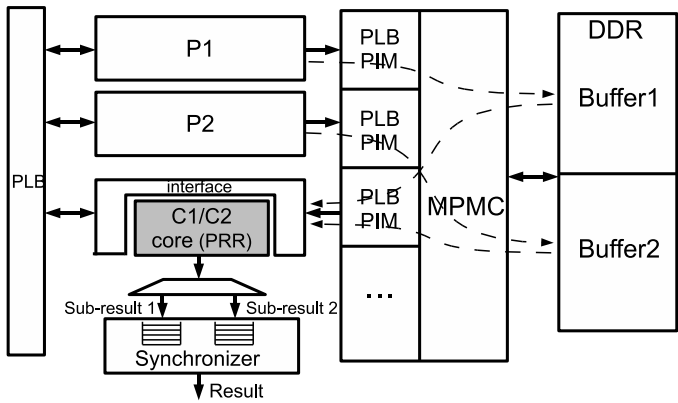 PLB
P1
P2
interface
C1/C2
core (PRR)
Sub-result 1
Sub-result 2
Synchronizer
Result
PLB
PIM
PLB
PIM
PLB
PIM
...
MPMC
DDR
Buffer1
Buffer2